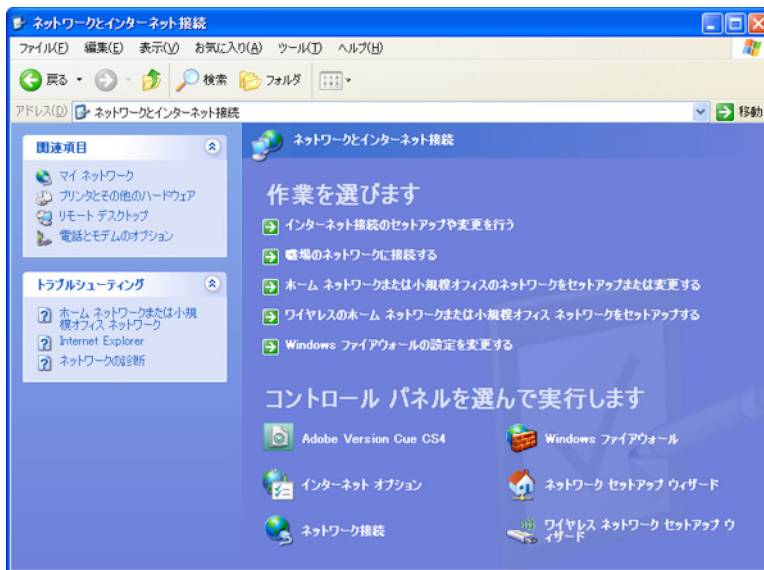 ネットワークとインターネット接続
ファイル(F) 編集(E) 表示(V) お気に入り(A) ツール(T) ヘルプ(H)
戻る 検索 フォルダ
アドレス(D) ネットワークとインターネット接続 移動
関連項目
マイ ネットワーク
プリンタとその他のハードウェア
リモート デスクトップ
電話とモデムのオプション
トラブルシューティング
ホーム ネットワークまたは小規
模オフィス ネットワーク
Internet Explorer
ネットワークの診断
ネットワークとインターネット接続
作業を選びます
インターネット接続のセットアップや変更を行う
職場のネットワークに接続する
ホーム ネットワークまたは小規模オフィスのネットワークをセットアップまたは変更する
ワイヤレスのホーム ネットワークまたは小規模オフィス ネットワークをセットアップする
Windows ファイアウォールの設定を変更する
コントロール パネルを選んで実行します
Adobe Version Cue CS4
Windows ファイアウォール
インターネット オプション
ネットワーク セットアップ ウィザード
ネットワーク接続
ワイヤレス ネットワーク セットアップ ウ
ィザード